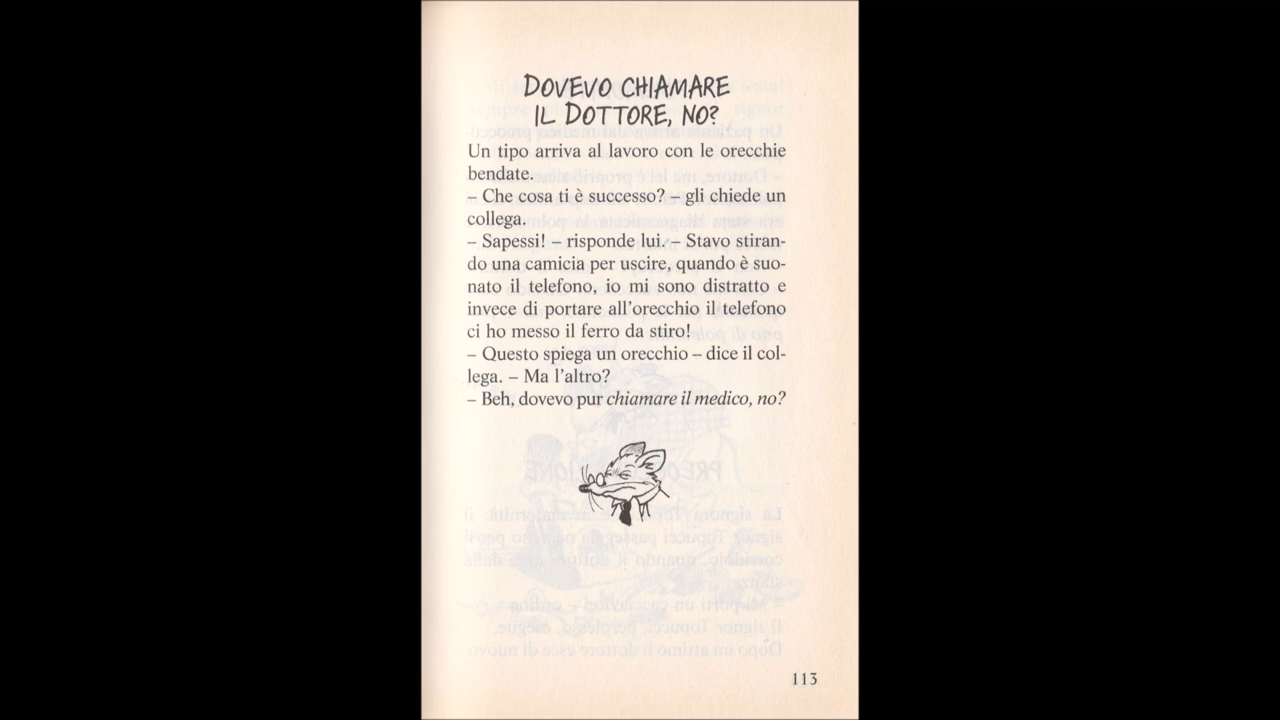 DOVEVO CHIAMARE
IL DOTTORE, NO?
Un tipo arriva al lavoro con le orecchie
bendate.
– Che cosa ti è successo? – gli chiede un
collega.
– Sapessi! – risponde lui. – Stavo stiran-
do una camicia per uscire, quando è suo-
nato il telefono, io mi sono distratto e
invece di portare all'orecchio il telefono
ci ho messo il ferro da stiro!
– Questo spiega un orecchio – dice il col-
lega. – Ma l'altro?
– Beh, dovevo pur chiamare il medico, no?
113